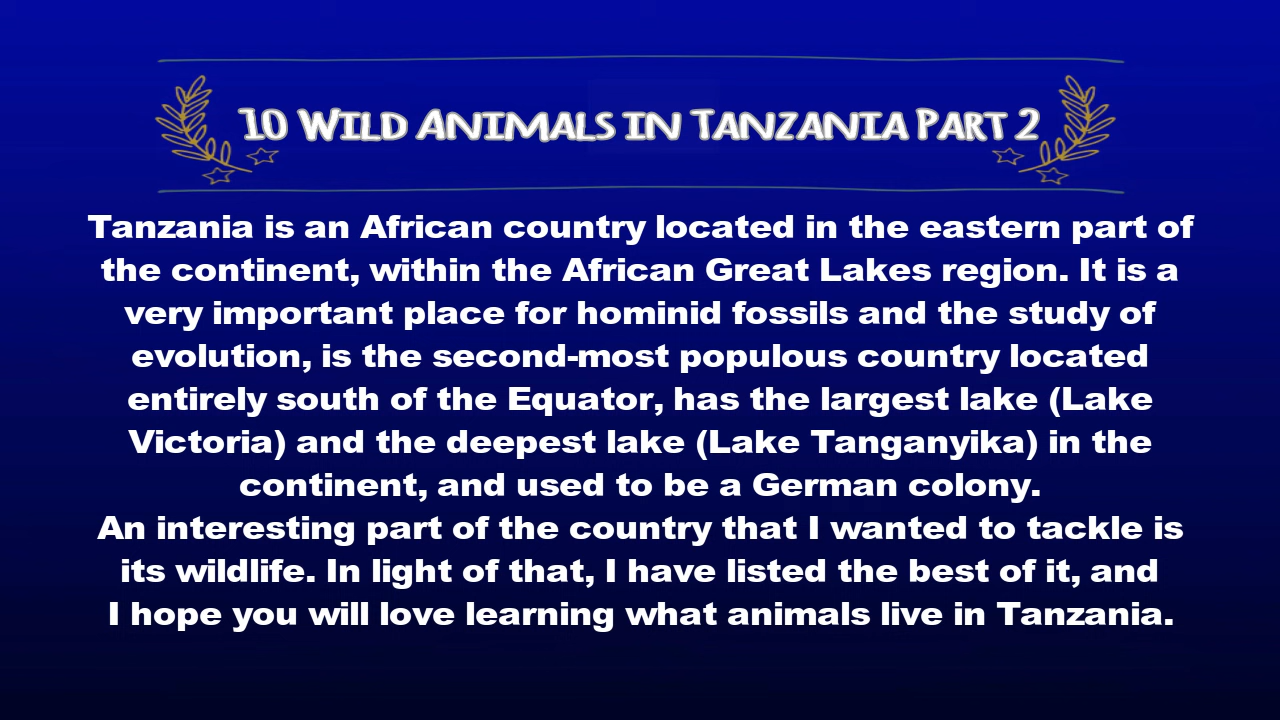 10 Wild Animals in Tanzania Part 2
Tanzania is an African country located in the eastern part of
the continent, within the African Great Lakes region. It is a
very important place for hominid fossils and the study of
evolution, is the second-most populous country located
entirely south of the Equator, has the largest lake (Lake
Victoria) and the deepest lake (Lake Tanganyika) in the
continent, and used to be a German colony.
An interesting part of the country that I wanted to tackle is
its wildlife. In light of that, I have listed the best of it, and
I hope you will love learning what animals live in Tanzania.